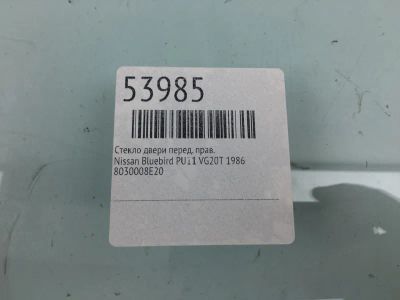 53985
Стекло двери перед. прав.
Nissan Bluebird PU11 VG20T 1986
8030008E20